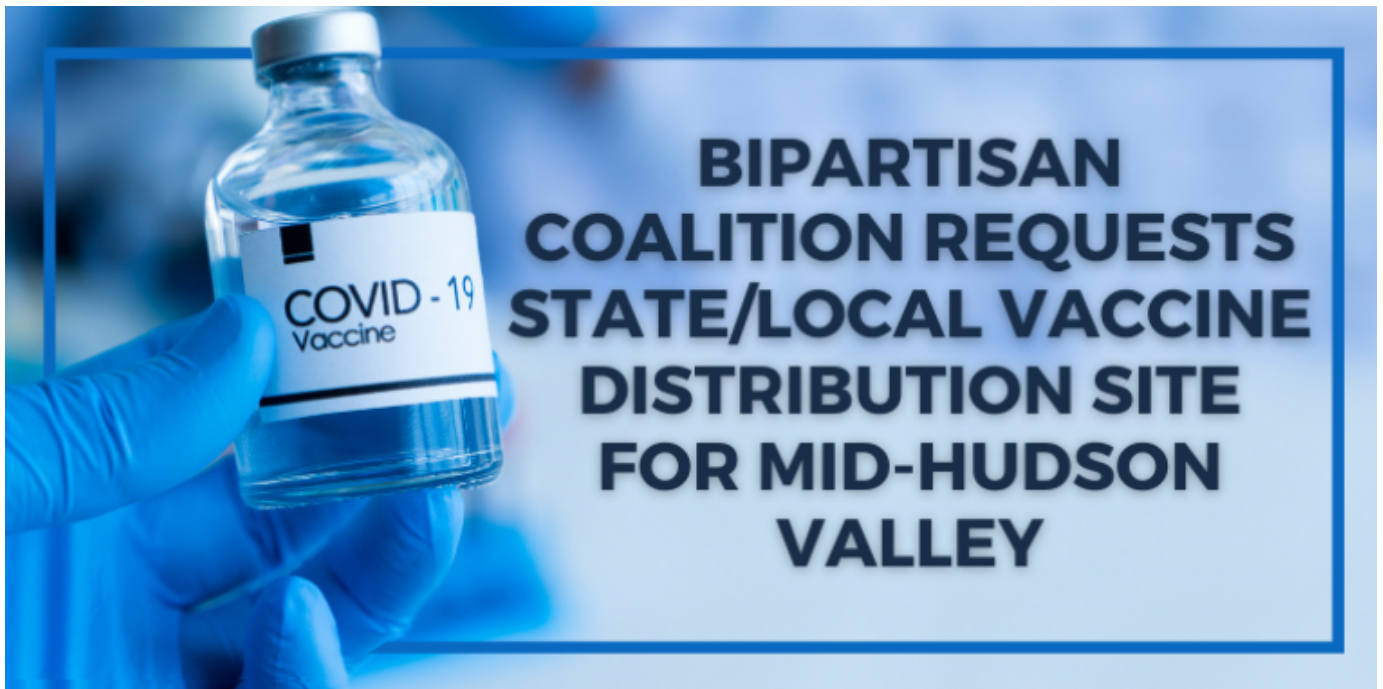 COVID - 19
Vaccine
BIPARTISAN
COALITION REQUESTS
STATE/LOCAL VACCINE
DISTRIBUTION SITE
FOR MID-HUDSON
VALLEY